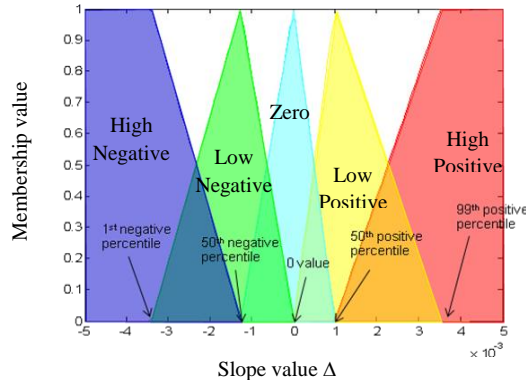 1
0.9
0.8
0.7
0.6
0.5
0.4
0.3
0.2
0.1
0
Membership value
High
Negative
Low
Negative
Zero
Low
Positive
High
Positive
1st negative
percentile
50th negative
percentile
0 value
50th positive
percentile
99th positive
percentile
-5 -4 -3 -2 -1 0 1 2 3 4 5
× 10-3
Slope value Δ